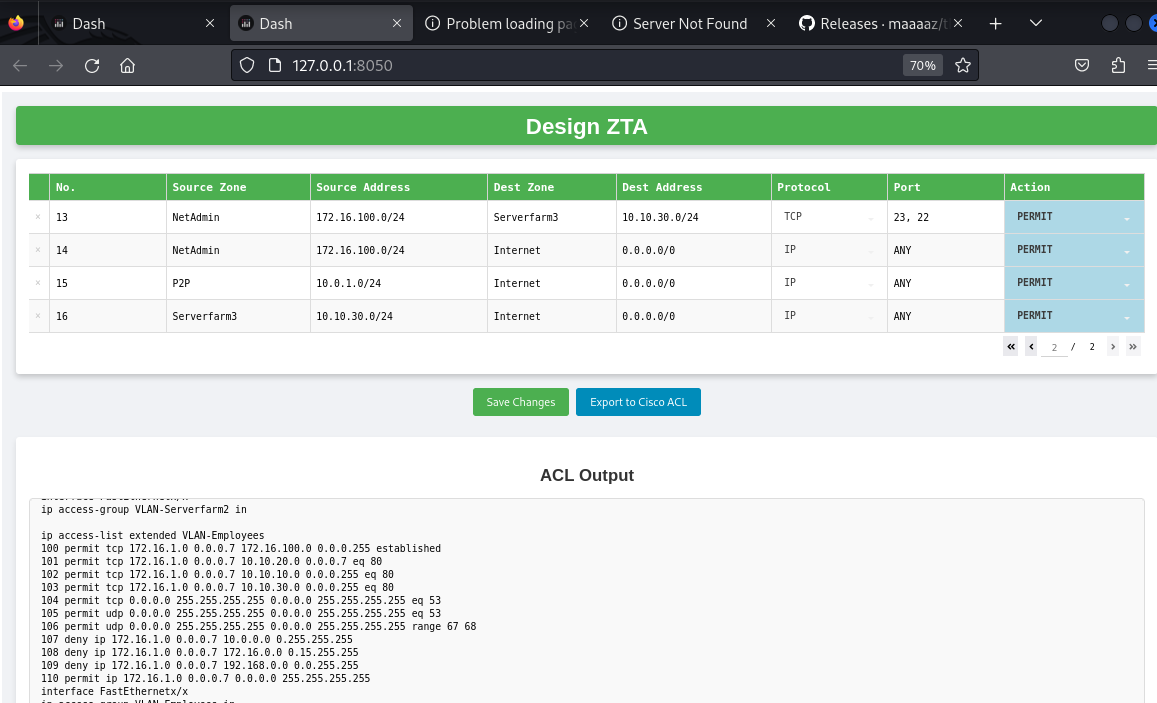 Dash
Dash
Problem loading pa
Server Not Found
Releases · maaaaz/t
127.0.0.1:8050
70%
Design ZTA
No. Source Zone Source Address Dest Zone Dest Address Protocol Port Action
× 13 NetAdmin 172.16.100.0/24 Serverfarm3 10.10.30.0/24 TCP 23, 22 PERMIT
× 14 NetAdmin 172.16.100.0/24 Internet 0.0.0.0/0 IP ANY PERMIT
× 15 P2P 10.0.1.0/24 Internet 0.0.0.0/0 IP ANY PERMIT
× 16 Serverfarm3 10.10.30.0/24 Internet 0.0.0.0/0 IP ANY PERMIT
« ‹ 2 / 2 › »
Save Changes
Export to Cisco ACL
ACL Output
interface FastEthernetx/x
ip access-group VLAN-Serverfarm2 in
ip access-list extended VLAN-Employees
100 permit tcp 172.16.1.0 0.0.0.7 172.16.100.0 0.0.0.255 established
101 permit tcp 172.16.1.0 0.0.0.7 10.10.20.0 0.0.0.7 eq 80
102 permit tcp 172.16.1.0 0.0.0.7 10.10.10.0 0.0.0.255 eq 80
103 permit tcp 172.16.1.0 0.0.0.7 10.10.30.0 0.0.0.255 eq 80
104 permit tcp 0.0.0.0 255.255.255.255 0.0.0.0 255.255.255.255 eq 53
105 permit udp 0.0.0.0 255.255.255.255 0.0.0.0 255.255.255.255 eq 53
106 permit udp 0.0.0.0 255.255.255.255 0.0.0.0 255.255.255.255 range 67 68
107 deny ip 172.16.1.0 0.0.0.7 10.0.0.0 0.255.255.255
108 deny ip 172.16.1.0 0.0.0.7 172.16.0.0 0.15.255.255
109 deny ip 172.16.1.0 0.0.0.7 192.168.0.0 0.0.255.255
110 permit ip 172.16.1.0 0.0.0.7 0.0.0.0 255.255.255.255
interface FastEthernetx/x
ip access-group VLAN-Employees in